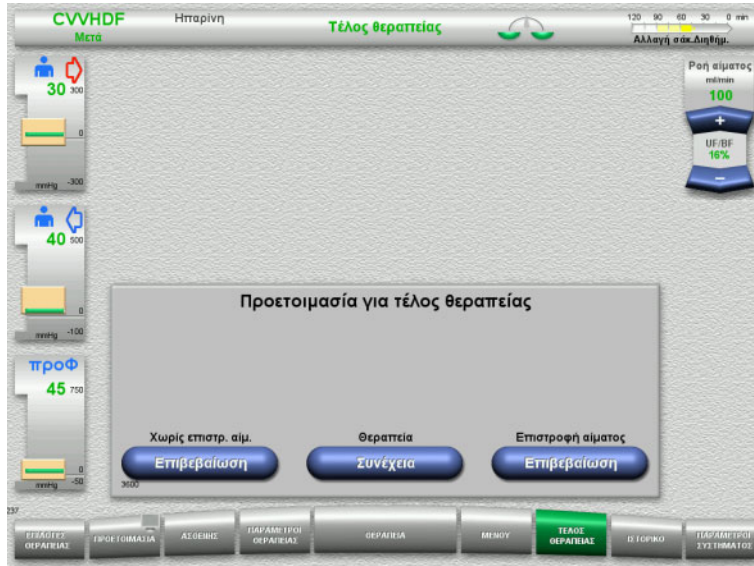 CVVHDF
Μετά
Ηπαρίνη
Τέλος θεραπείας
120 90 60 30 0 min
Αλλαγή σάκ.Διηθήμ.
30 300
0
mmHg -300
40 500
0
mmHg -100
προΦ
45 750
0
mmHg -50
Ροή αίματος
ml/min
100
+
UF/BF
16%
−
Προετοιμασία για τέλος θεραπείας
Χωρίς επιστρ. αίμ.
Επιβεβαίωση
Θεραπεία
Συνέχεια
Επιστροφή αίματος
Επιβεβαίωση
3600
237
ΕΠΙΛΟΓΕΣ
ΘΕΡΑΠΕΙΑΣ
ΠΡΟΕΤΟΙΜΑΣΙΑ
ΑΣΘΕΝΗΣ
ΠΑΡΑΜΕΤΡΟΙ
ΘΕΡΑΠΕΙΑΣ
ΘΕΡΑΠΕΙΑ
ΜΕΝΟΥ
ΤΕΛΟΣ
ΘΕΡΑΠΕΙΑΣ
ΙΣΤΟΡΙΚΟ
ΠΑΡΑΜΕΤΡΟΙ
ΣΥΣΤΗΜΑΤΟΣ